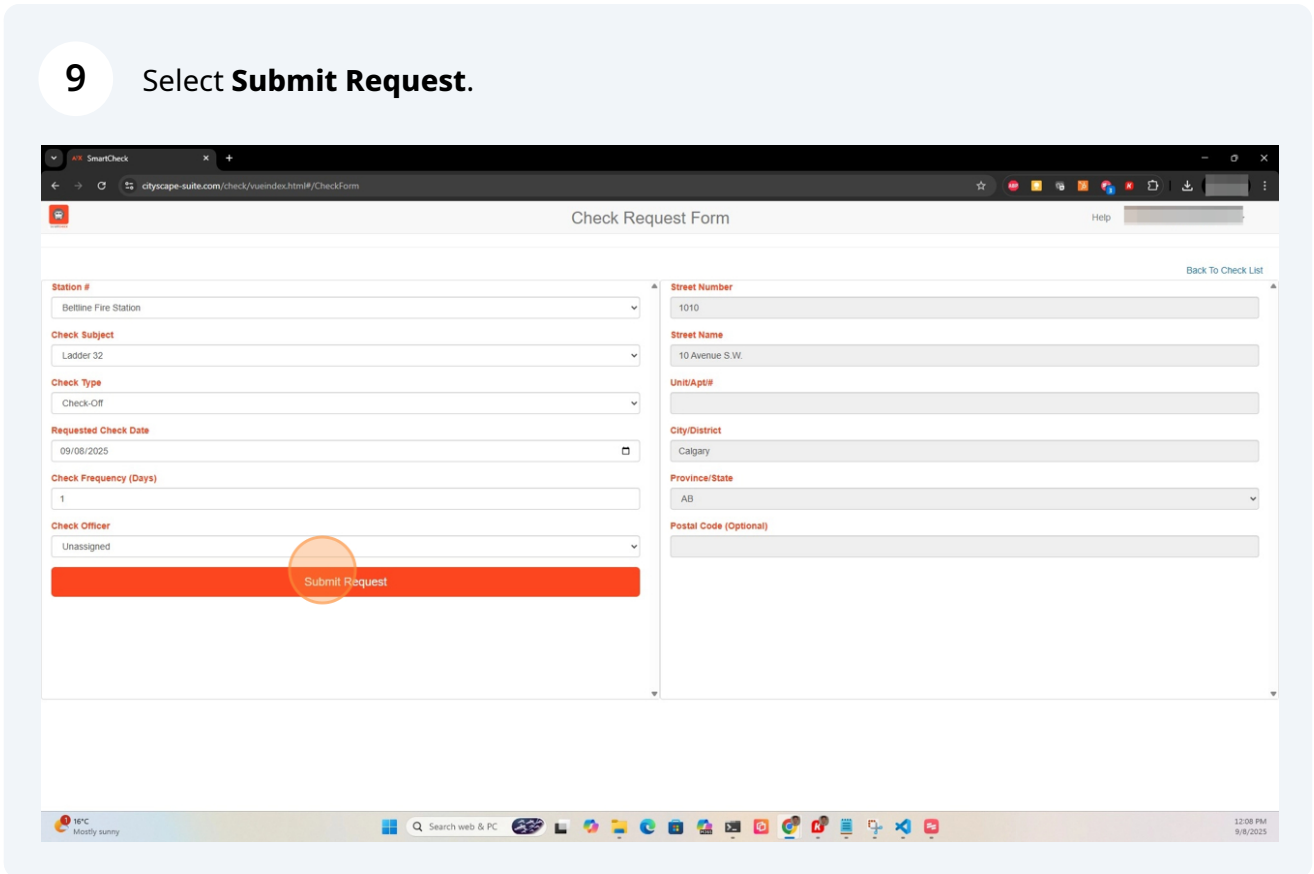 9 Select Submit Request.
SmartCheck
cityscape-suite.com/check/vueindex.html#/CheckForm
Check Request Form
Help
Back To Check List
Station #
Beltline Fire Station
Check Subject
Ladder 32
Check Type
Check-Off
Requested Check Date
09/08/2025
Check Frequency (Days)
1
Check Officer
Unassigned
Submit Request
Street Number
1010
Street Name
10 Avenue S.W.
Unit/Apt/#
City/District
Calgary
Province/State
AB
Postal Code (Optional)
16°C
Mostly sunny
Search web & PC
12:08 PM
9/8/2025